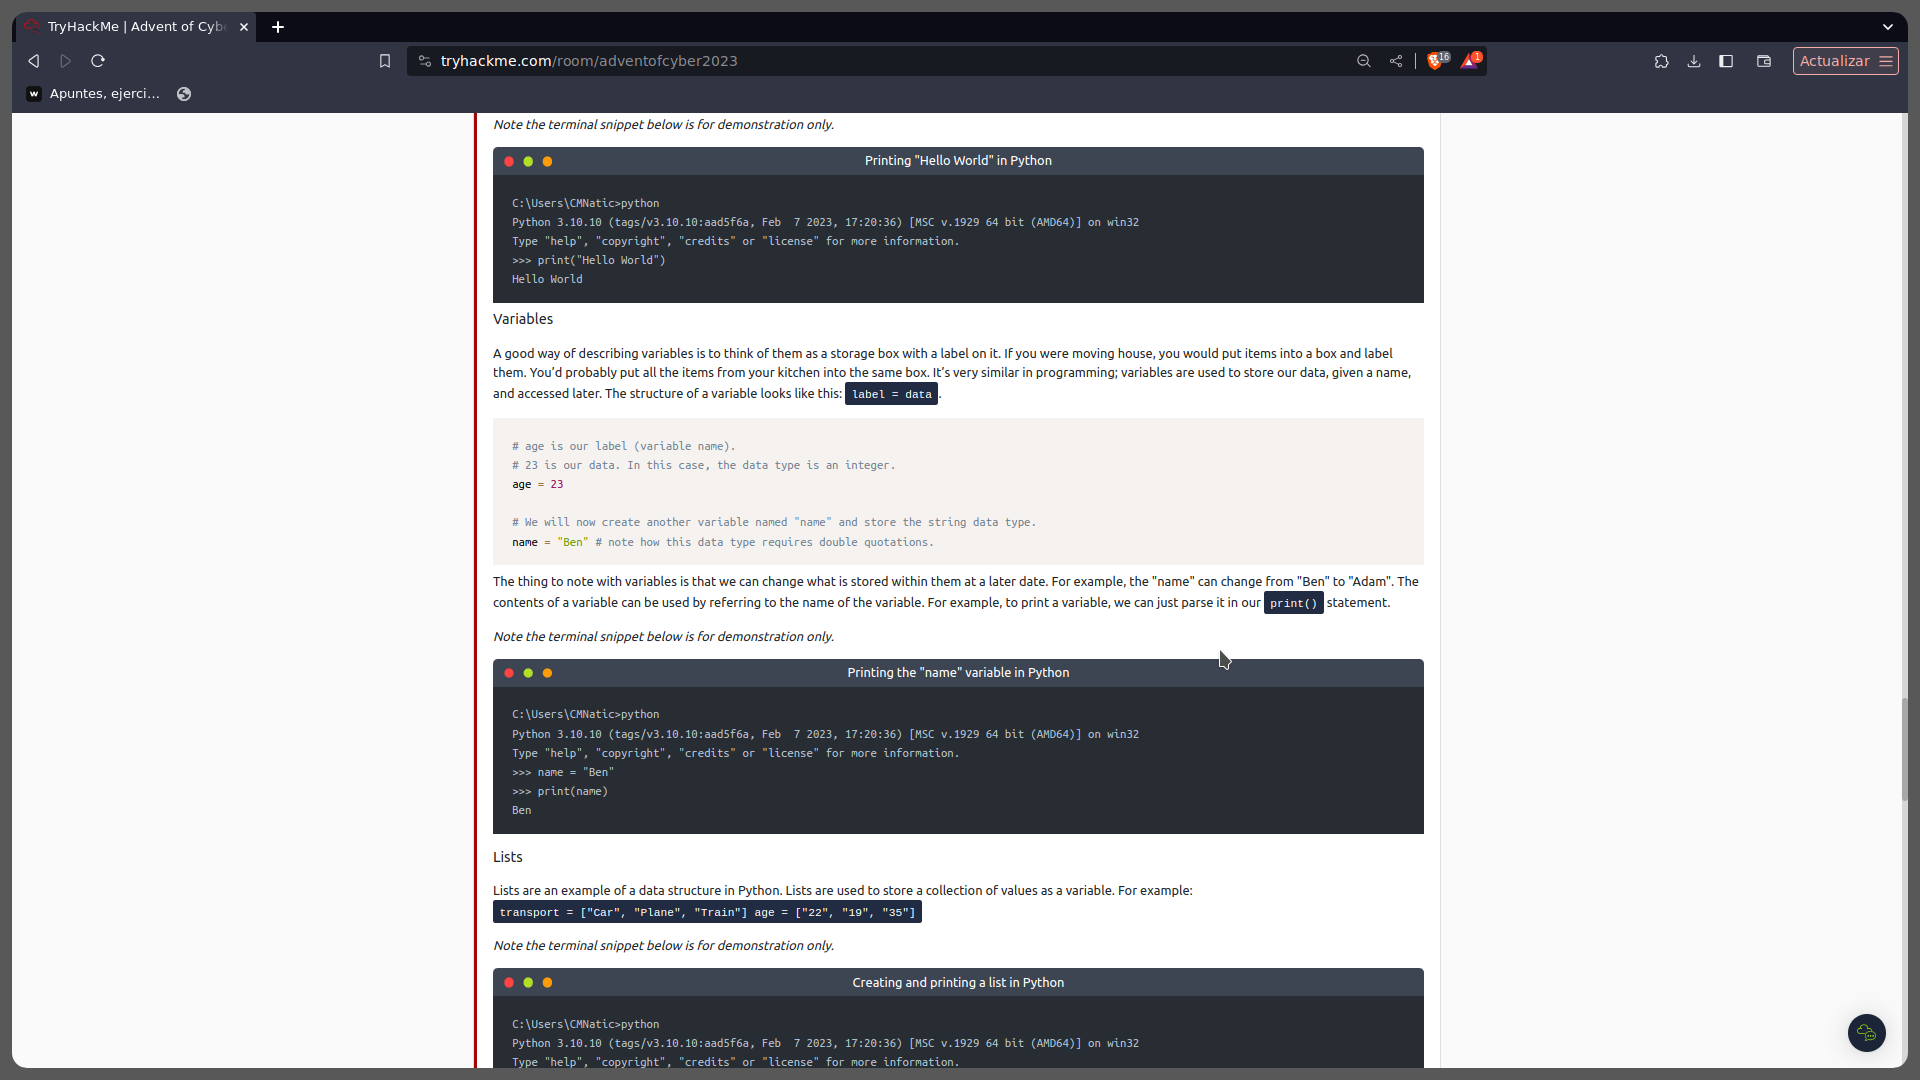 TryHackMe | Advent of Cyb
tryhackme.com/room/adventofcyber2023
16
1
Actualizar
Apuntes, ejerci...
Note the terminal snippet below is for demonstration only.
Printing "Hello World" in Python
C:\Users\CMNatic>python
Python 3.10.10 (tags/v3.10.10:aad5f6a, Feb  7 2023, 17:20:36) [MSC v.1929 64 bit (AMD64)] on win32
Type "help", "copyright", "credits" or "license" for more information.
>>> print("Hello World")
Hello World
Variables
A good way of describing variables is to think of them as a storage box with a label on it. If you were moving house, you would put items into a box and label
them. You’d probably put all the items from your kitchen into the same box. It’s very similar in programming; variables are used to store our data, given a name,
and accessed later. The structure of a variable looks like this: label = data .
# age is our label (variable name).
# 23 is our data. In this case, the data type is an integer.
age = 23
# We will now create another variable named "name" and store the string data type.
name = "Ben" # note how this data type requires double quotations.
The thing to note with variables is that we can change what is stored within them at a later date. For example, the "name" can change from "Ben" to "Adam". The
contents of a variable can be used by referring to the name of the variable. For example, to print a variable, we can just parse it in our print() statement.
Note the terminal snippet below is for demonstration only.
Printing the "name" variable in Python
C:\Users\CMNatic>python
Python 3.10.10 (tags/v3.10.10:aad5f6a, Feb  7 2023, 17:20:36) [MSC v.1929 64 bit (AMD64)] on win32
Type "help", "copyright", "credits" or "license" for more information.
>>> name = "Ben"
>>> print(name)
Ben
Lists
Lists are an example of a data structure in Python. Lists are used to store a collection of values as a variable. For example:
transport = ["Car", "Plane", "Train"] age = ["22", "19", "35"]
Note the terminal snippet below is for demonstration only.
Creating and printing a list in Python
C:\Users\CMNatic>python
Python 3.10.10 (tags/v3.10.10:aad5f6a, Feb  7 2023, 17:20:36) [MSC v.1929 64 bit (AMD64)] on win32
Type "help", "copyright", "credits" or "license" for more information.